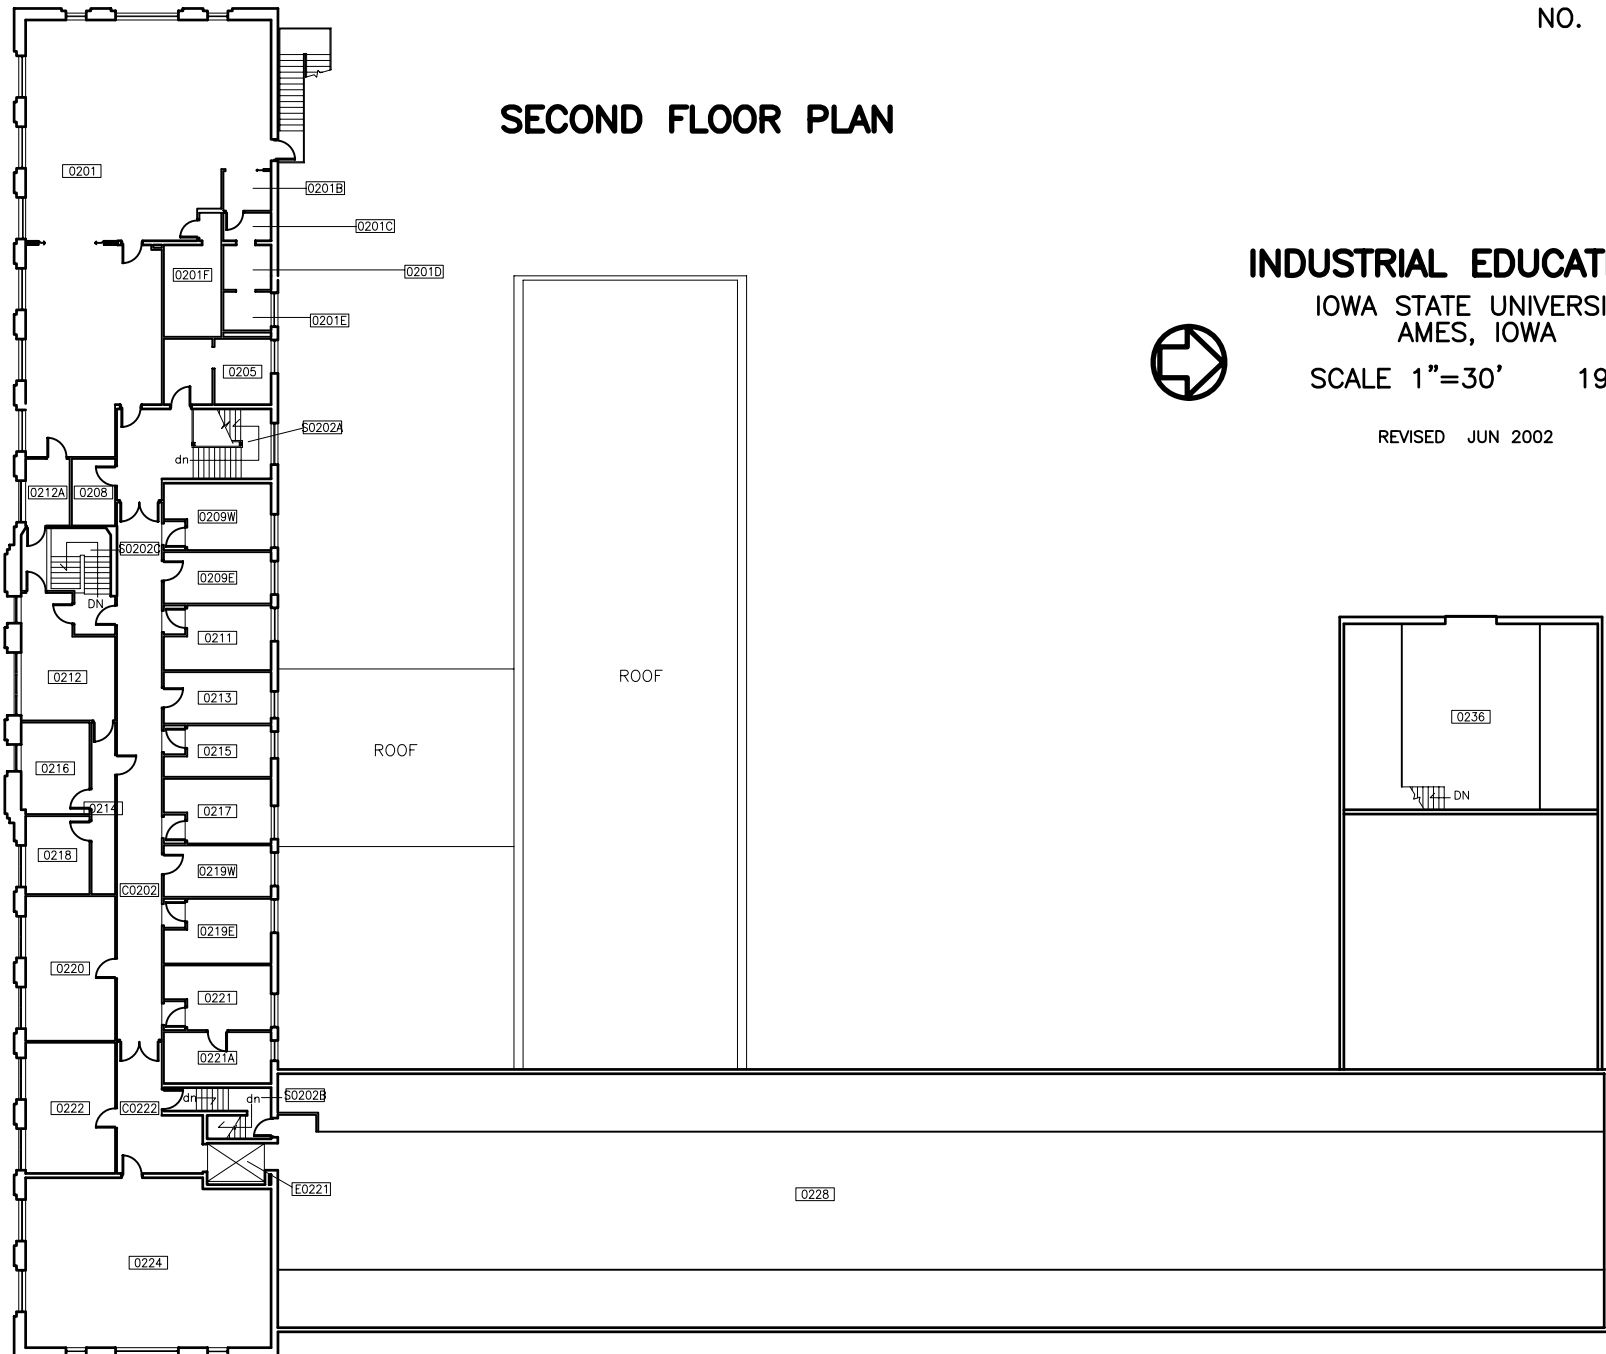 NO.
SECOND FLOOR PLAN
0201
0201B
0201C
INDUSTRIAL EDUCATI
0201F
0201D
IOWA STATE UNIVERSI
0201E
AMES, IOWA
0205
SCALE 1"=30' 19
S0202A
REVISED JUN 2002
dn
0212A
0208
0209W
S0202C
0209E
DN
0211
0212
ROOF
0213
0236
0215
ROOF
0216
DN
0214
0217
0218
0219W
C0202
0219E
0220
0221
0221A
dn
dn
S0202B
0222
C0222
E0221
0228
0224